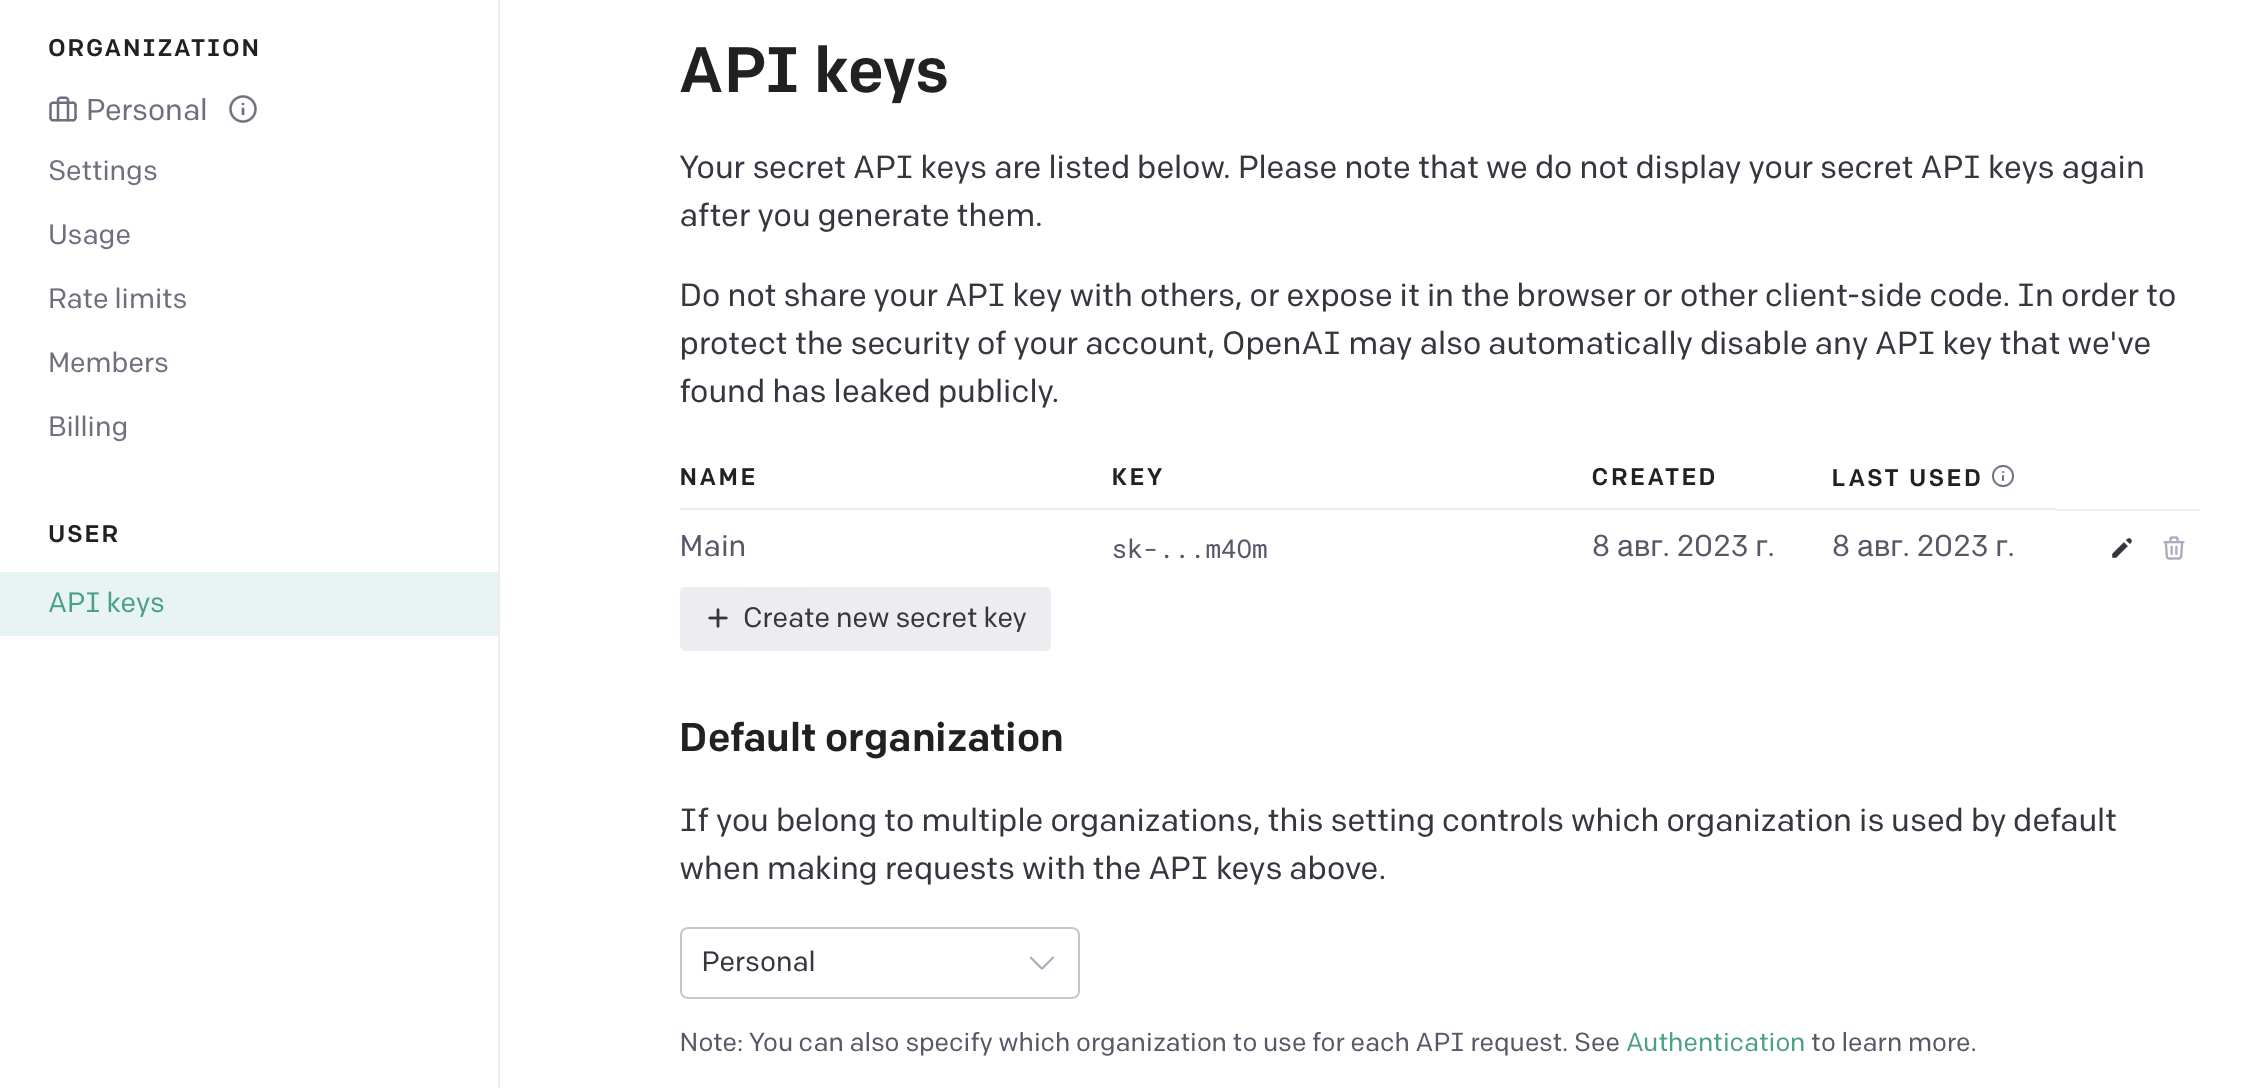 ORGANIZATION
Personal
Settings
Usage
Rate limits
Members
Billing
USER
API keys
API keys
Your secret API keys are listed below. Please note that we do not display your secret API keys again
after you generate them.
Do not share your API key with others, or expose it in the browser or other client-side code. In order to
protect the security of your account, OpenAI may also automatically disable any API key that we've
found has leaked publicly.
NAME KEY CREATED LAST USED
Main sk-...m40m 8 авг. 2023 г. 8 авг. 2023 г.
+ Create new secret key
Default organization
If you belong to multiple organizations, this setting controls which organization is used by default
when making requests with the API keys above.
Personal
Note: You can also specify which organization to use for each API request. See Authentication to learn more.